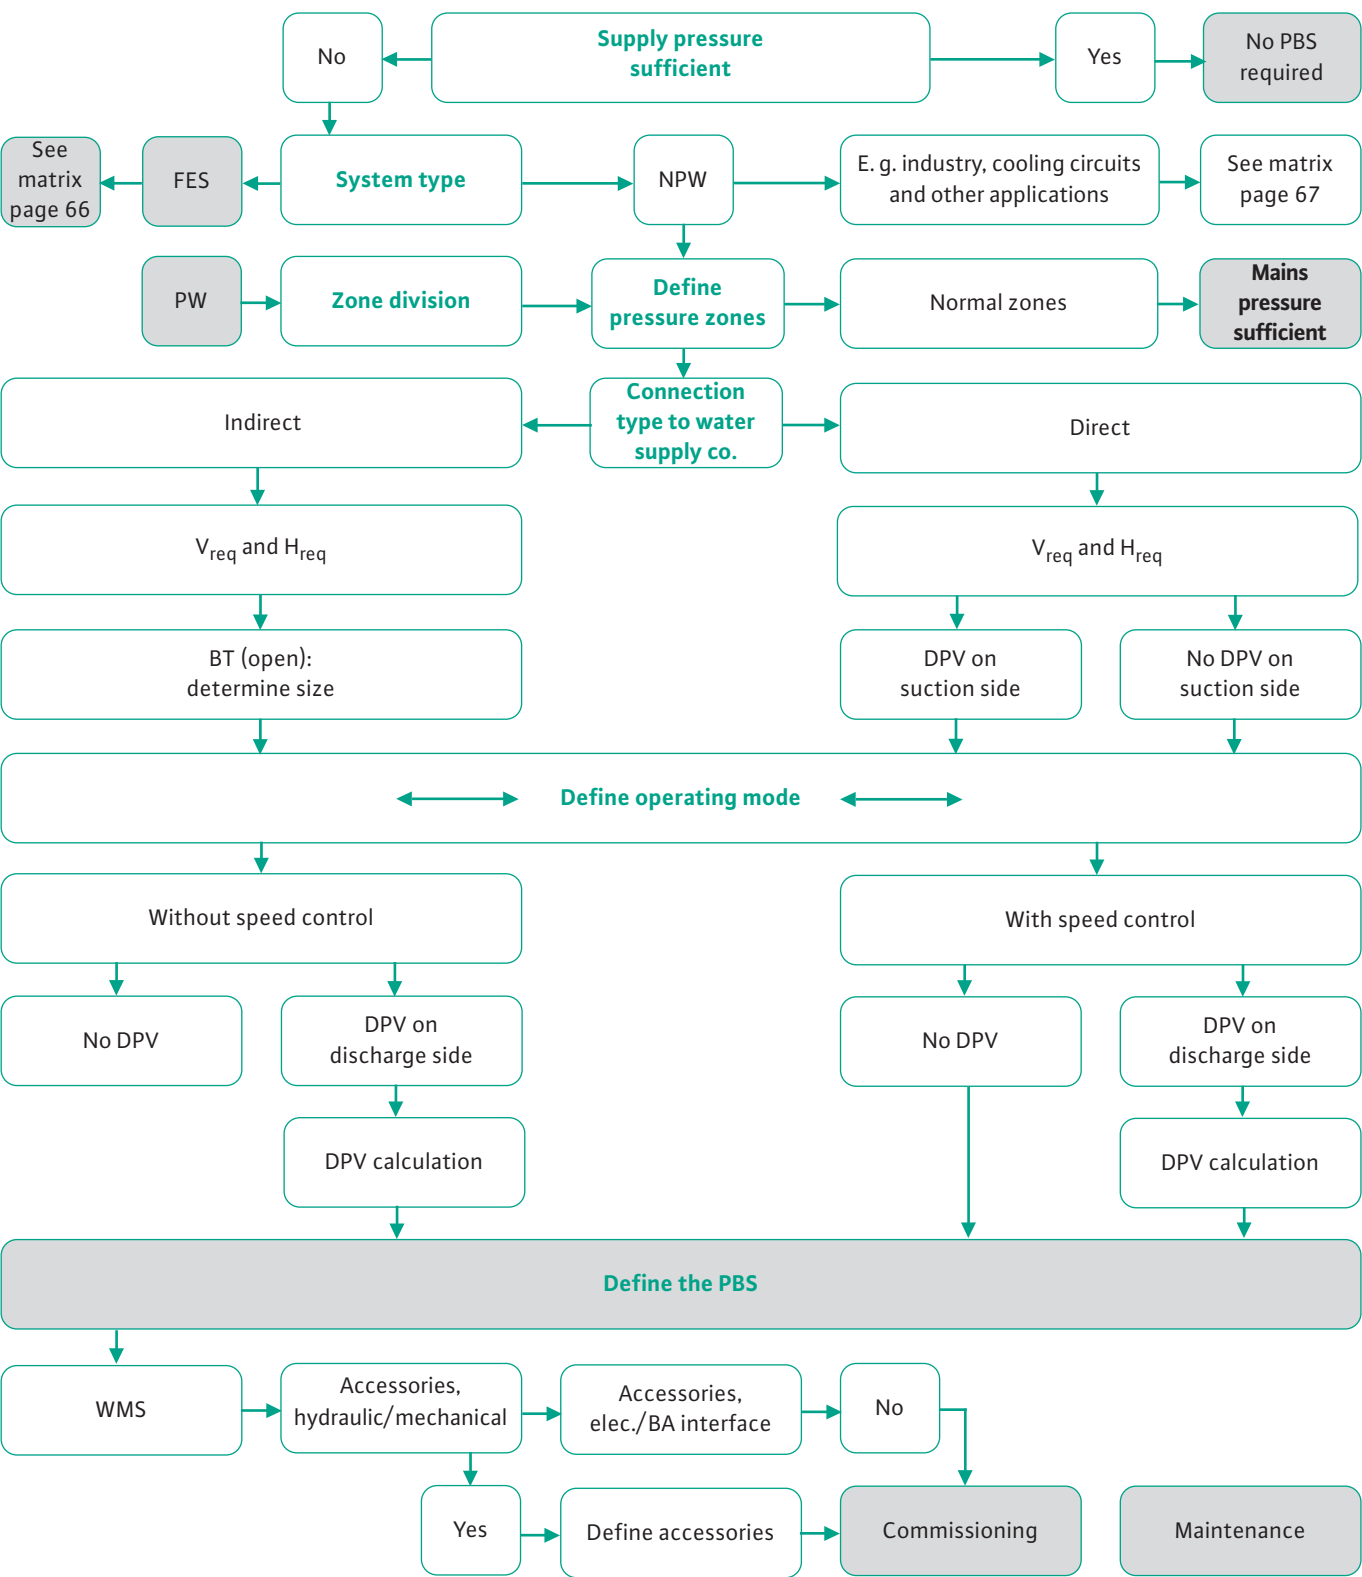 No
Supply pressure
sufficient
Yes
No PBS
required
See
matrix
page 66
FES
System type
NPW
E. g. industry, cooling circuits
and other applications
See matrix
page 67
PW
Zone division
Define
pressure zones
Normal zones
Mains
pressure
sufficient
Indirect
Connection
type to water
supply co.
Direct
Vreq and Hreq
Vreq and Hreq
BT (open):
determine size
DPV on
suction side
No DPV on
suction side
Define operating mode
Without speed control
With speed control
No DPV
DPV on
discharge side
No DPV
DPV on
discharge side
DPV calculation
DPV calculation
Define the PBS
WMS
Accessories,
hydraulic/mechanical
Accessories,
elec./BA interface
No
Yes
Define accessories
Commissioning
Maintenance